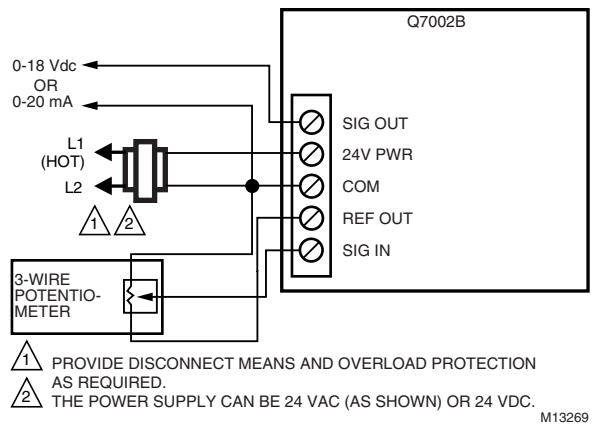 Q7002B
0-18 Vdc
OR
0-20 mA
L1
(HOT)
L2
1 2
SIG OUT
24V PWR
COM
REF OUT
SIG IN
3-WIRE
POTENTIO-
METER
1 PROVIDE DISCONNECT MEANS AND OVERLOAD PROTECTION
AS REQUIRED.
2 THE POWER SUPPLY CAN BE 24 VAC (AS SHOWN) OR 24 VDC.
M13269